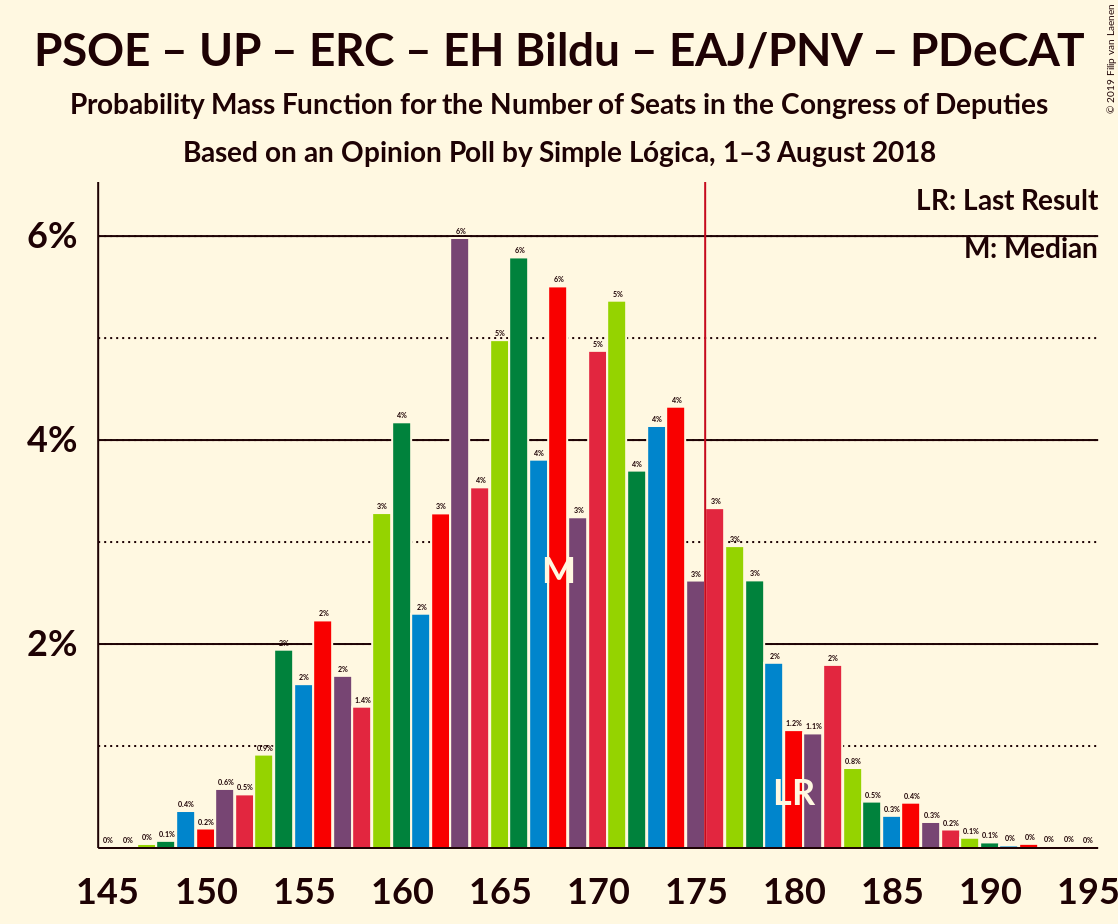 PSOE – UP – ERC – EH Bildu – EAJ/PNV – PDeCAT
Probability Mass Function for the Number of Seats in the Congress of Deputies
Based on an Opinion Poll by Simple Lógica, 1–3 August 2018
© 2019 Filip van Laenen
LR: Last Result
M: Median
6%
4%
2%
0% 0% 0% 0.1% 0.4% 0.2% 0.6% 0.5% 0.9% 2% 2% 2% 2% 1.4% 3% 4% 2% 3% 6% 4% 5% 6% 4% 6% 3% 5% 5% 4% 4% 4% 3% 3% 3% 3% 2% 1.2% 1.1% 2% 0.8% 0.5% 0.3% 0.4% 0.3% 0.2% 0.1% 0.1% 0% 0% 0% 0% 0%
M
LR
145 150 155 160 165 170 175 180 185 190 195